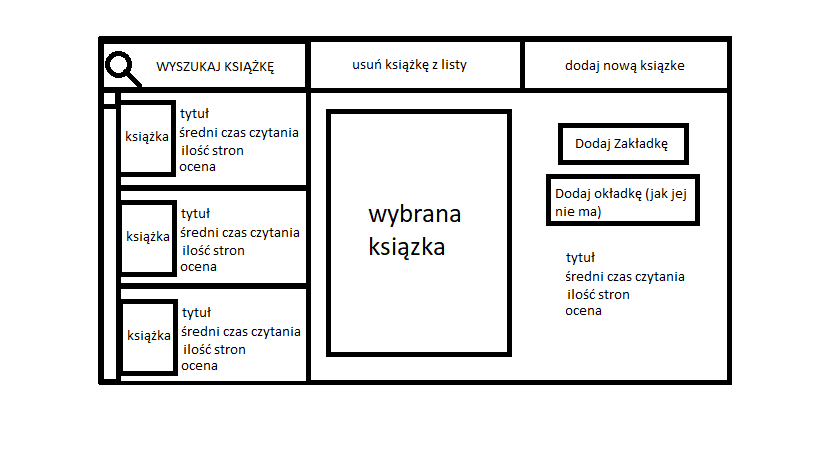 WYSZUKAJ KSIĄŻKĘ
usuń książkę z listy
dodaj nową ksiązke
książka
tytuł
średni czas czytania
ilość stron
ocena
książka
tytuł
średni czas czytania
ilość stron
ocena
książka
tytuł
średni czas czytania
ilość stron
ocena
wybrana
ksiązka
Dodaj Zakładkę
Dodaj okładkę (jak jej
nie ma)
tytuł
średni czas czytania
ilość stron
ocena